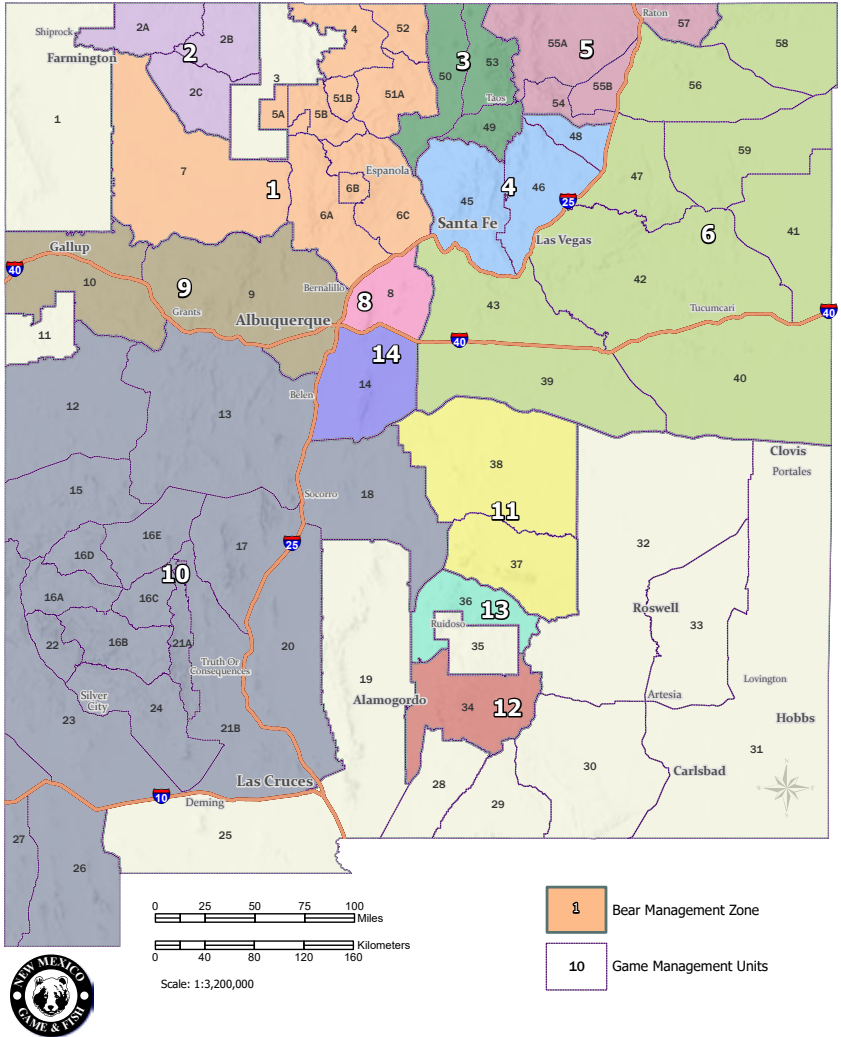 Raton
57
2A
4
52
Shiprock
2B
55A
5
58
2
3
Farmington
50
53
3
56
2C
51B
51A
55B
Taos
54
5A
5B
1
49
48
59
7
Espanola
47
1
6B
4
46
45
25
6A
6C
Santa Fe
41
6
Las Vegas
Gallup
40
10
42
9
9
Bernalillo
8
8
43
Tucumcari
Grants
40
Albuquerque
11
40
14
14
39
40
Belen
12
13
Clovis
38
Portales
15
Socorro
18
11
16E
32
17
25
16D
37
10
16A
16C
36
13
Roswell
Ruidoso
33
22
16B
21A
20
35
Truth Or
Consequences
19
Lovington
Silver
City
Alamogordo
Artesia
24
34
12
23
Hobbs
21B
31
30
Carlsbad
N
W
E
S
Las Cruces
28
10
Deming
29
25
27
26
0 25 50 75 100
Miles
Kilometers
0 40 80 120 160
Scale: 1:3,200,000
1
Bear Management Zone
10
Game Management Units
NEW MEXICO
GAME & FISH